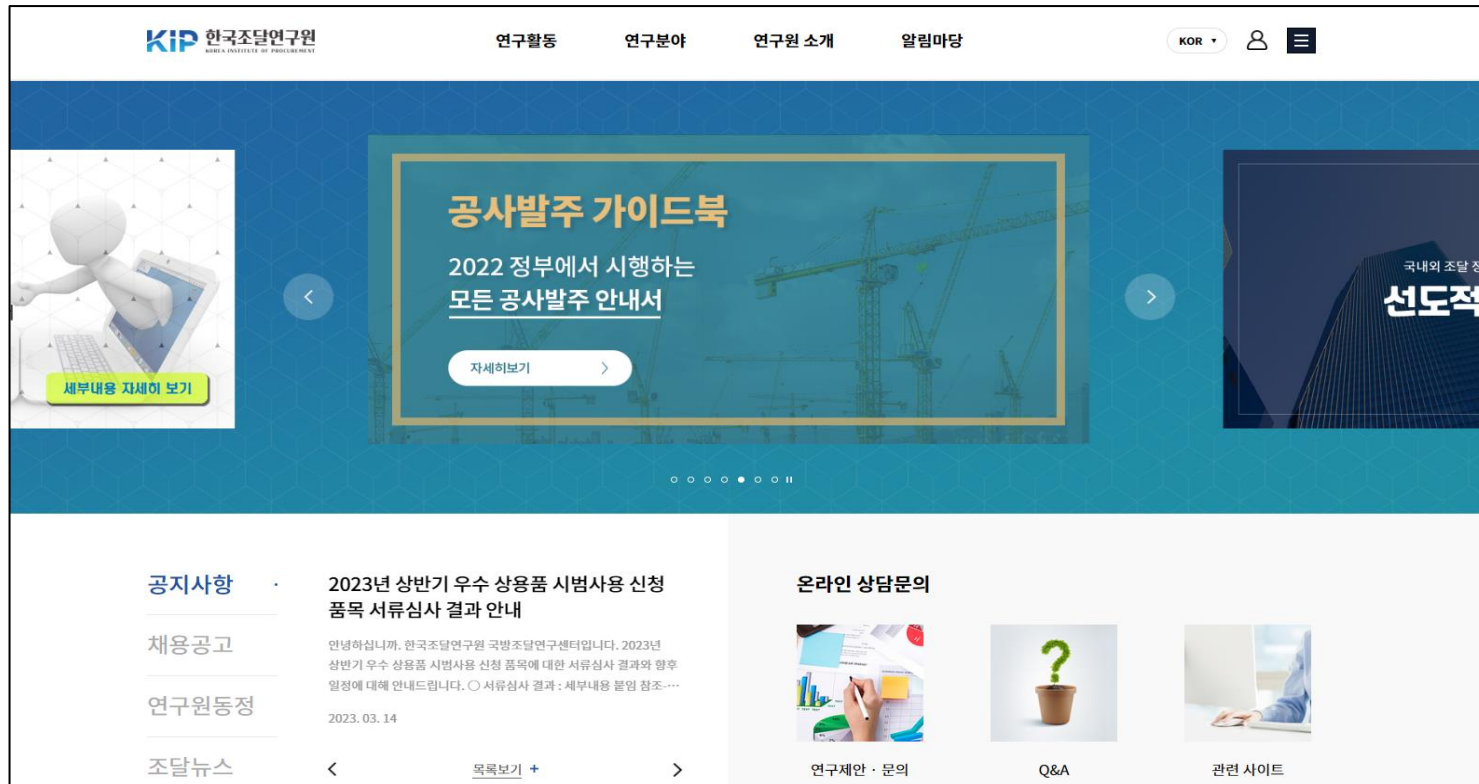 KIP 한국조달연구원
KOREA INSTITUTE OF PROCUREMENT
연구활동
연구분야
연구원 소개
알림마당
KOR
공사발주 가이드북
2022 정부에서 시행하는
모든 공사발주 안내서
자세히보기
세부내용 자세히 보기
국내외 조달
선도적
공지사항
채용공고
연구원동정
조달뉴스
2023년 상반기 우수 상용품 시범사용 신청
품목 서류심사 결과 안내
안녕하십니까. 한국조달연구원 국방조달연구센터입니다. 2023년
상반기 우수 상용품 시범사용 신청 품목에 대한 서류심사 결과와 향후
일정에 대해 안내드립니다. ○ 서류심사 결과 : 세부내용 붙임 참조-…
2023. 03. 14
목록보기 +
온라인 상담문의
연구제안 · 문의
Q&A
관련 사이트